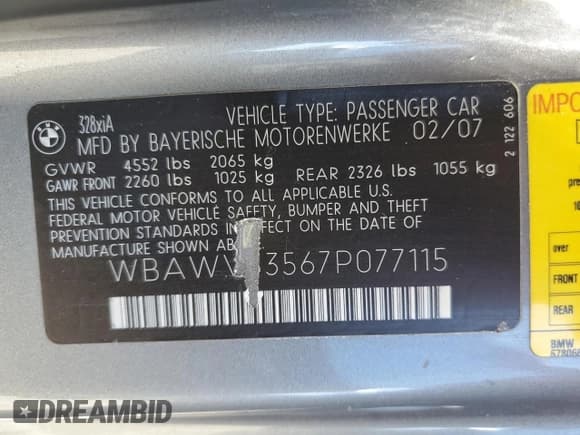 BMW
328xiA
VEHICLE TYPE: PASSENGER CAR
MFD BY BAYERISCHE MOTORENWERKE 02/07
GVWR 4552 lbs 2065 kg
GAWR FRONT 2260 lbs 1025 kg REAR 2326 lbs 1055 kg
THIS VEHICLE CONFORMS TO ALL APPLICABLE U.S.
FEDERAL MOTOR VEHICLE SAFETY, BUMPER AND THEFT
PREVENTION STANDARDS IN EFFECT ON THE DATE OF
MANUFACTURE SHOWN AB
WBAWV 3567P077115
2 122 606
IMPO
pre
FRONT
REAR
BMW
DREAMBID